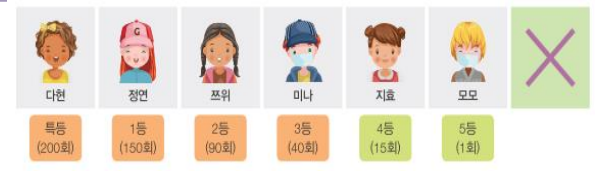 G
다현 정연 쯔위 미나 지효 모모
특등 1등 2등 3등 4등 5등
(200회) (150회) (90회) (40회) (15회) (1회)